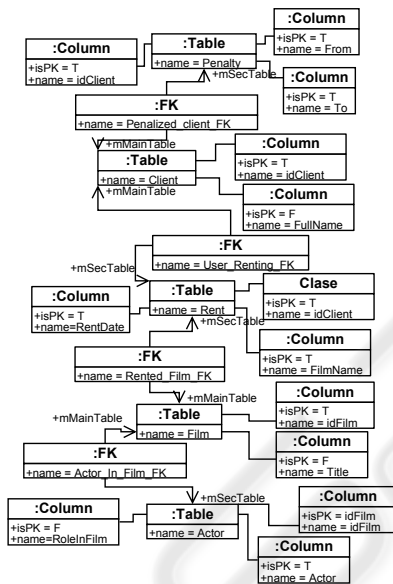 :Column
+isPK = T
+name = idClient
:Table
+name = Penalty
:Column
+isPK = T
+name = From
+mSecTable
:Column
+isPK = T
+name = To
:FK
+name = Penalized_client_FK
+mMainTable
:Table
+name = Client
+mMainTable
:Column
+isPK = T
+name = idClient
:Column
+isPK = F
+name = FullName
:FK
+name = User_Renting_FK
+mSecTable
:Column
+isPK = T
+name=RentDate
:Table
+name = Rent
+mSecTable
Clase
+isPK = T
+name = idClient
:Column
+isPK = T
+name = FilmName
:FK
+name = Rented_Film_FK
+mMainTable
:Table
+name = Film
:Column
+isPK = T
+name = idFilm
:Column
+isPK = F
+name = Title
:FK
+name = Actor_In_Film_FK
+mSecTable
:Column
+isPK = F
+name=RoleInFilm
:Table
+name = Actor
:Column
+isPK = idFilm
+name = idFilm
:Column
+isPK = T
+name = Actor